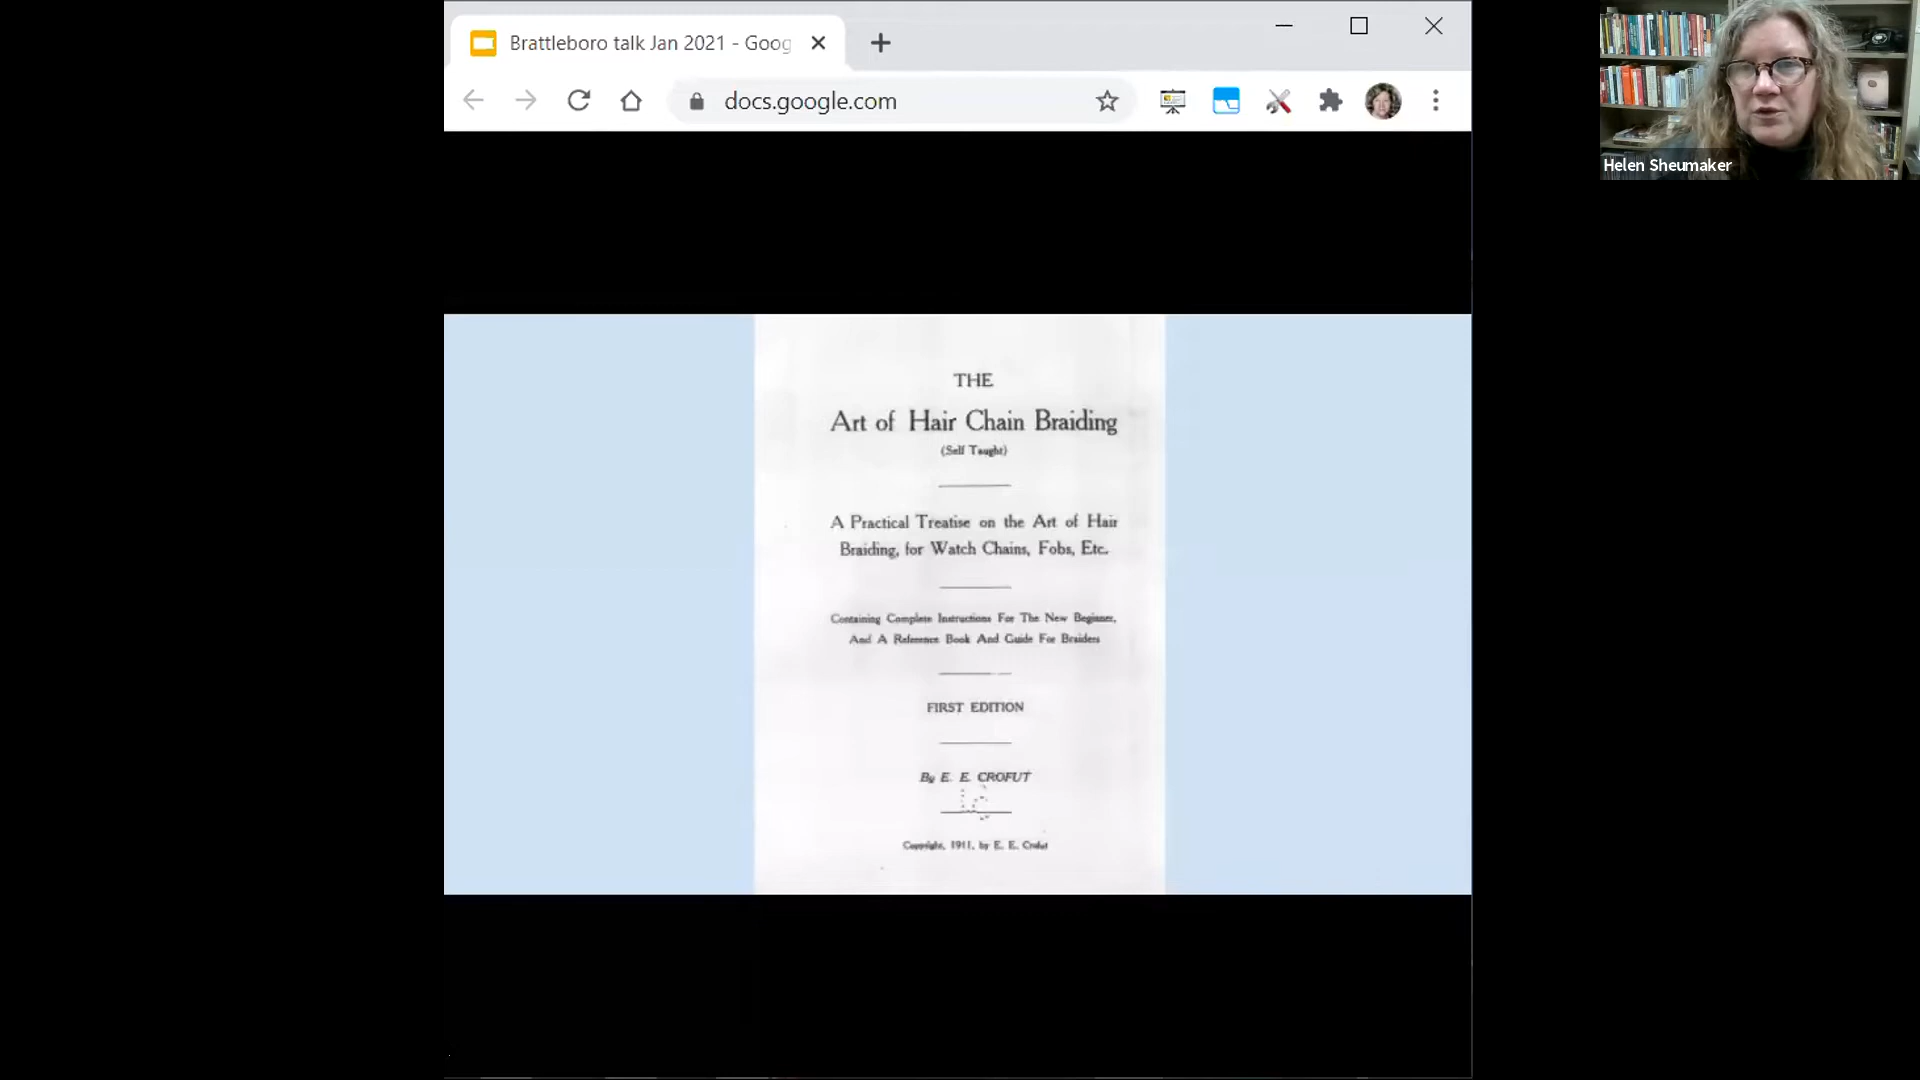 Brattleboro talk Jan 2021 - Goog
docs.google.com
Helen Sheumaker
THE
Art of Hair Chain Braiding
(Self Taught)
A Practical Treatise on the Art of Hair
Braiding, for Watch Chains, Fobs, Etc.
Containing Complete Instructions For The New Beginner,
And A Reference Book And Guide For Braiders
FIRST EDITION
By E. E. CROFUT
Copyright, 1911, by E. E. Crofut